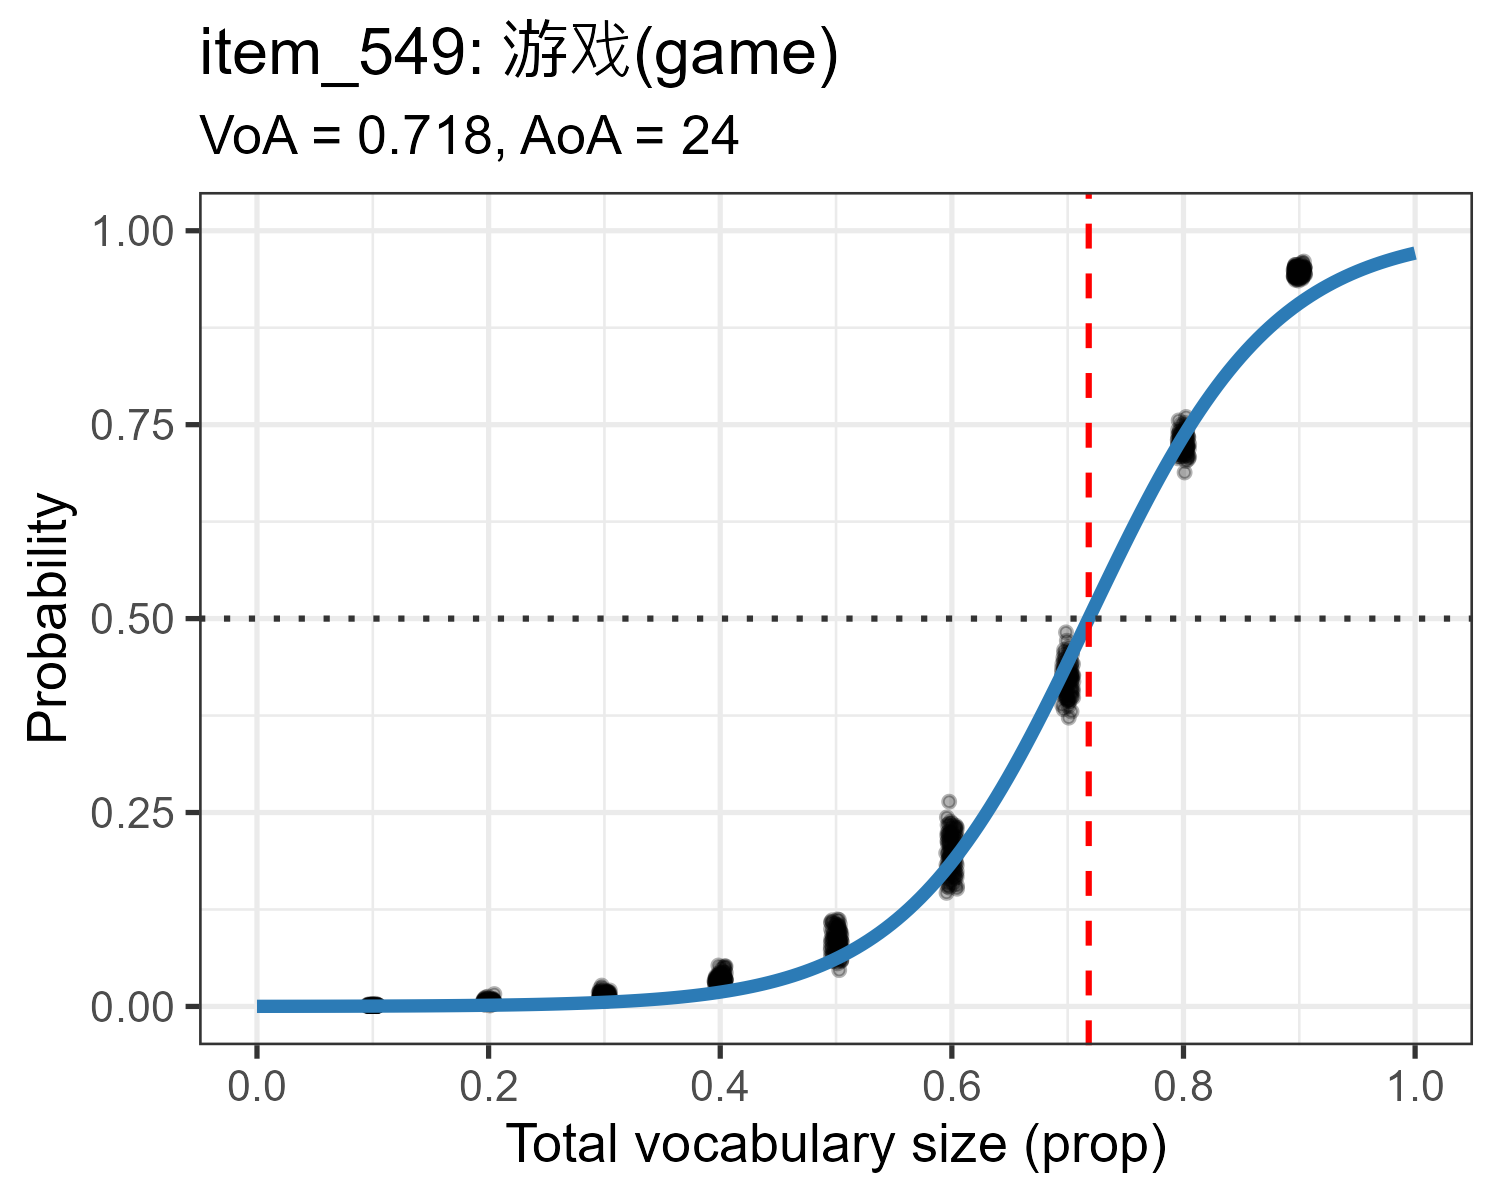 item_549: 游戏(game)
VoA = 0.718, AoA = 24
1.00
0.75
0.50
0.25
0.00
Probability
0.0 0.2 0.4 0.6 0.8 1.0
Total vocabulary size (prop)